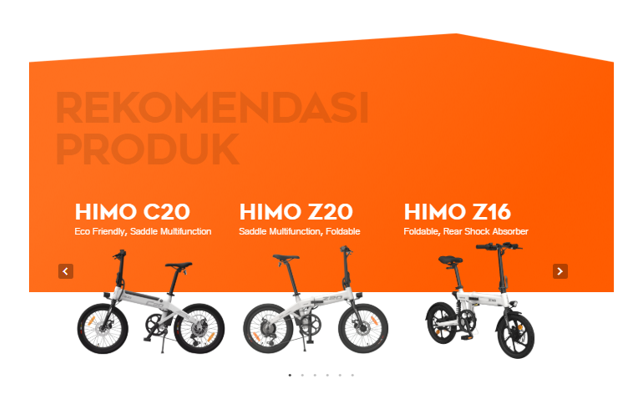 REKOMENDASI
PRODUK
HIMO C20
Eco Friendly, Saddle Multifunction
HIMO Z20
Saddle Multifunction, Foldable
HIMO Z16
Foldable, Rear Shock Absorber